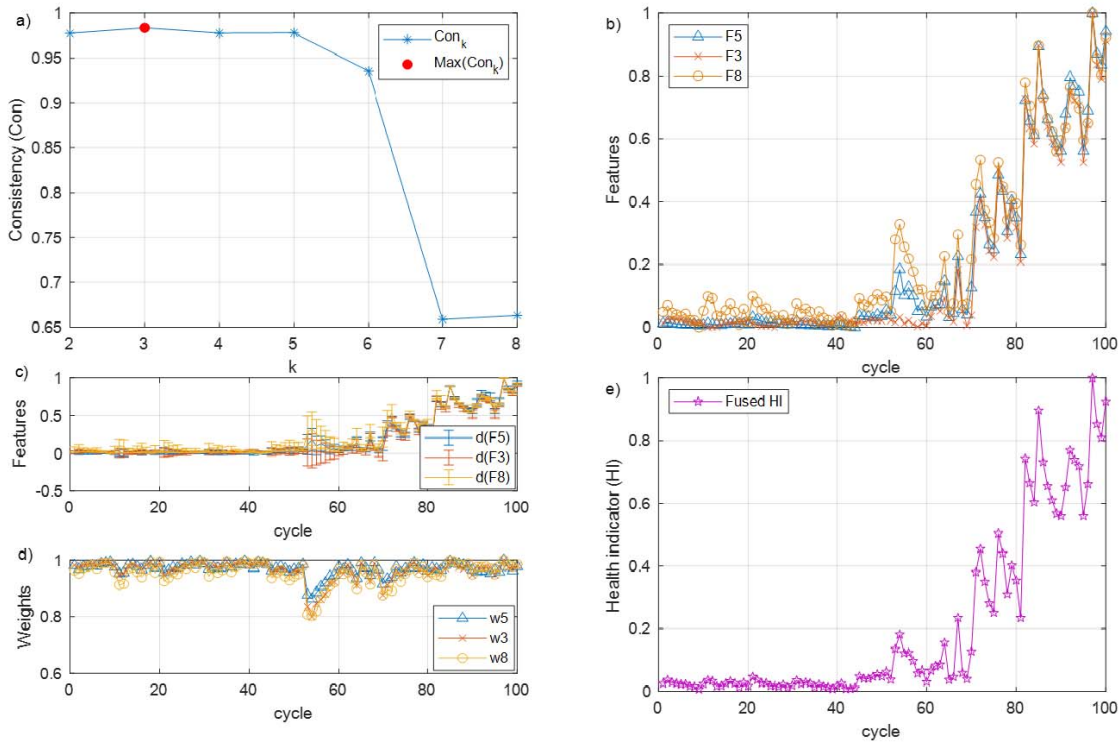 a)
1
0.95
0.9
0.85
0.8
0.75
0.7
0.65
Consistency (Con)
2 3 4 5 6 7 8
k
Con_k
Max(Con_k)
b)
1
0.8
0.6
0.4
0.2
0
Features
0 20 40 60 80 100
cycle
F5
F3
F8
c)
1
0.5
0
-0.5
Features
0 20 40 60 80 100
cycle
d(F5)
d(F3)
d(F8)
d)
1
0.8
0.6
Weights
0 20 40 60 80 100
cycle
w5
w3
w8
e)
1
0.8
0.6
0.4
0.2
0
Health indicator (HI)
0 20 40 60 80 100
cycle
Fused HI